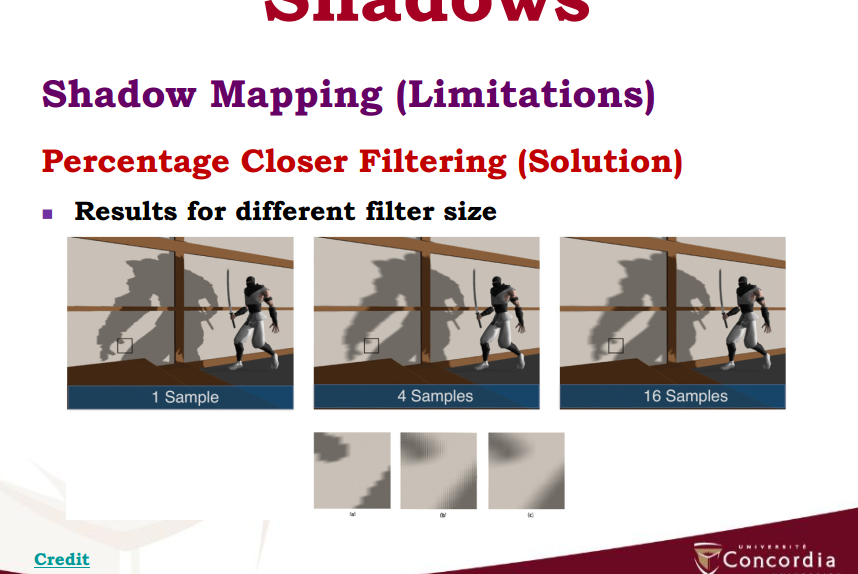 Shadows
Shadow Mapping (Limitations)
Percentage Closer Filtering (Solution)
Results for different filter size
1 Sample
4 Samples
16 Samples
(a)
(b)
(c)
Credit
UNIVERSITÉ
Concordia